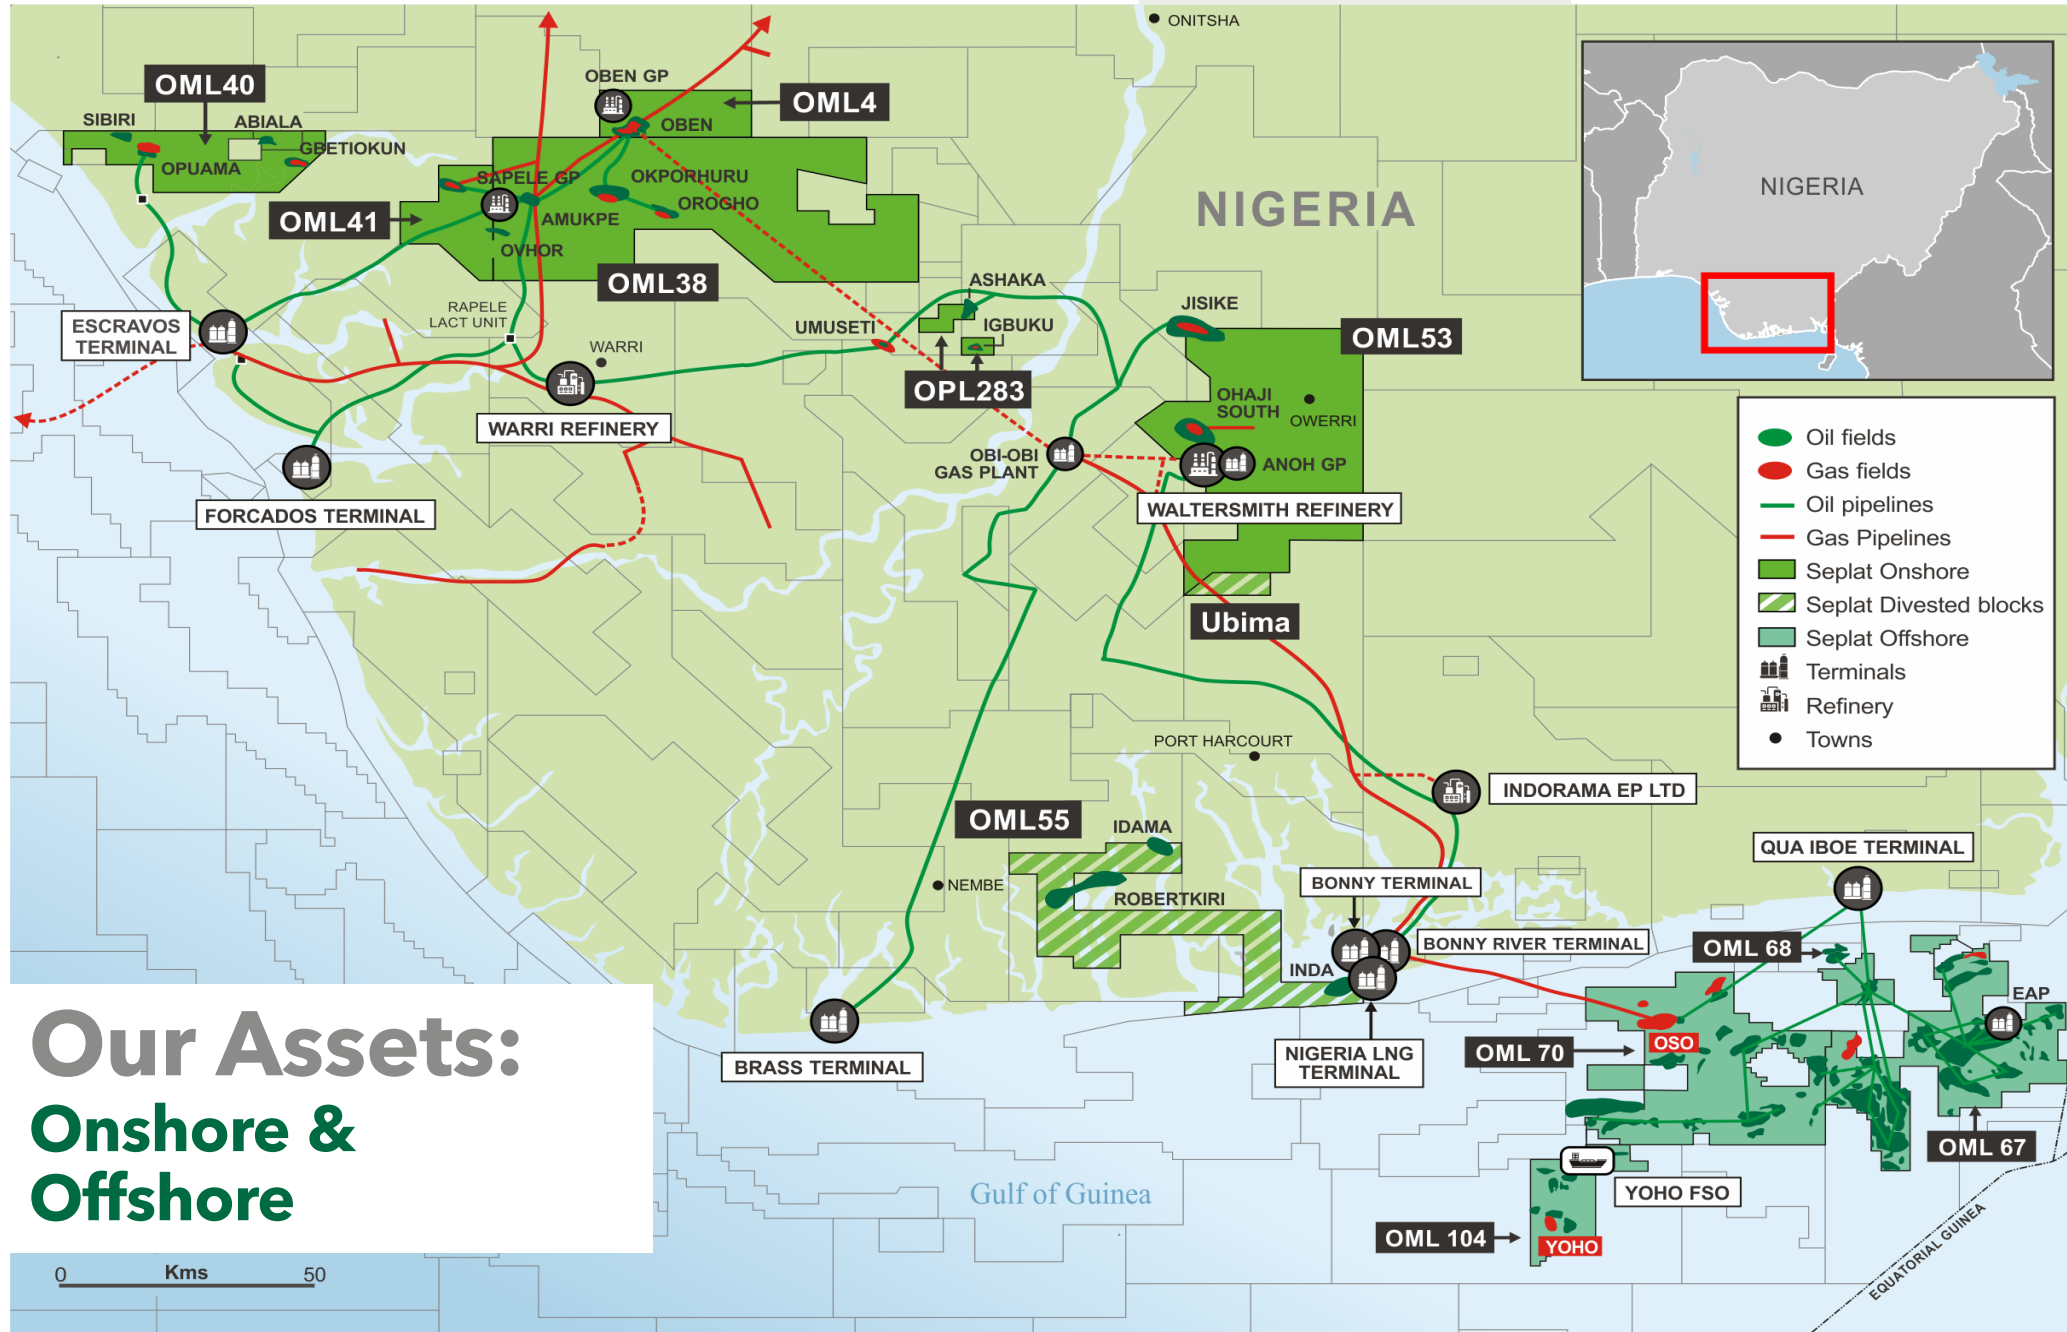 ONITSHA
OML40
SIBIRI
ABIALA
GBETIOKUN
OPUAMA
OBEN GP
OML4
OBEN
SAPELE GP
OKPORHURU
OROGHO
OML41
AMUKPE
OVHOR
OML38
NIGERIA
NIGERIA
ESCRAVOS
TERMINAL
RAPELE
LACT UNIT
WARRI
UMUSETI
ASHAKA
IGBUKU
OPL283
JISIKE
OML53
OHAJI
SOUTH
OWERRI
WARRI REFINERY
OBI-OBI
GAS PLANT
ANOH GP
FORCADOS TERMINAL
WALTERSMITH REFINERY
Ubima
Oil fields
Gas fields
Oil pipelines
Gas Pipelines
Seplat Onshore
Seplat Divested blocks
Seplat Offshore
Terminals
Refinery
Towns
PORT HARCOURT
INDORAMA EP LTD
OML55
IDAMA
QUA IBOE TERMINAL
NEMBE
ROBERTKIRI
BONNY TERMINAL
BONNY RIVER TERMINAL
INDA
OML 68
EAP
OSO
OML 70
BRASS TERMINAL
NIGERIA LNG
TERMINAL
OML 67
YOHO FSO
Gulf of Guinea
OML 104
YOHO
EQUATORIAL GUINEA
Our Assets:
Onshore &
Offshore
0 Kms 50